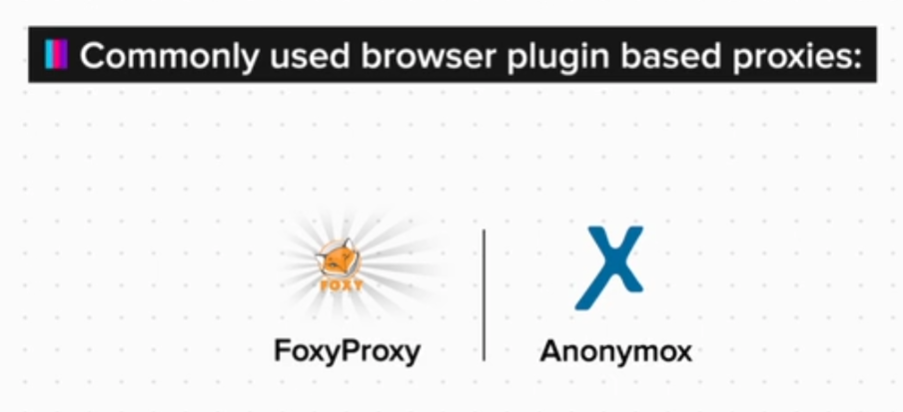 Commonly used browser plugin based proxies:
FOXY
FoxyProxy
Anonymox